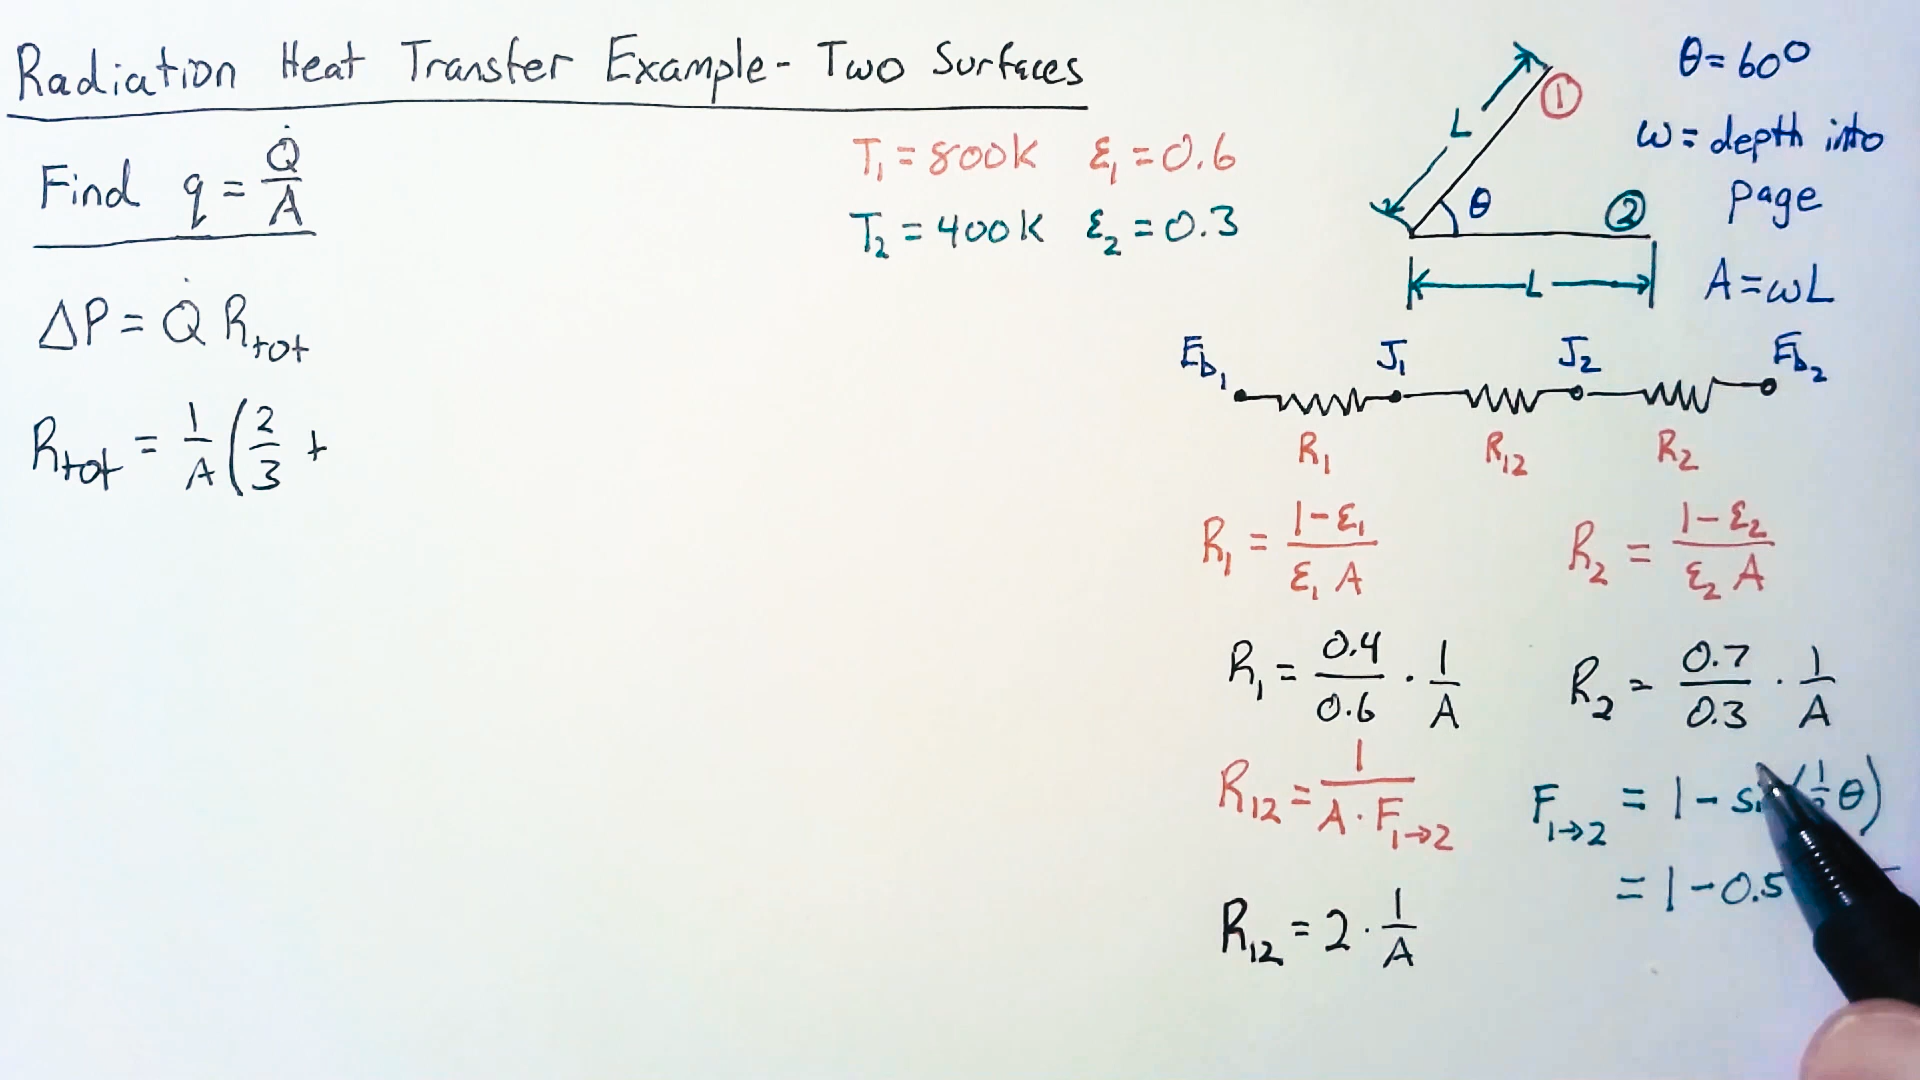 Radiation Heat Transfer Example - Two Surfaces
Find q = Q̇/A
ΔP = Q̇ R_tot
R_tot = 1/A (2/3 +
T₁ = 800K ε₁ = 0.6
T₂ = 400K ε₂ = 0.3
L
①
θ
②
L
θ = 60°
w = depth into
page
A = wL
E_b₁ J₁ J₂ E_b₂
R₁ R₁₂ R₂
R₁ = (1-ε₁)/(ε₁ A) R₂ = (1-ε₂)/(ε₂ A)
R₁ = 0.4/0.6 · 1/A R₂ = 0.7/0.3 · 1/A
R₁₂ = 1/(A · F₁→₂) F₁→₂ = 1 - (θ)
= 1 - 0.5
R₁₂ = 2 · 1/A